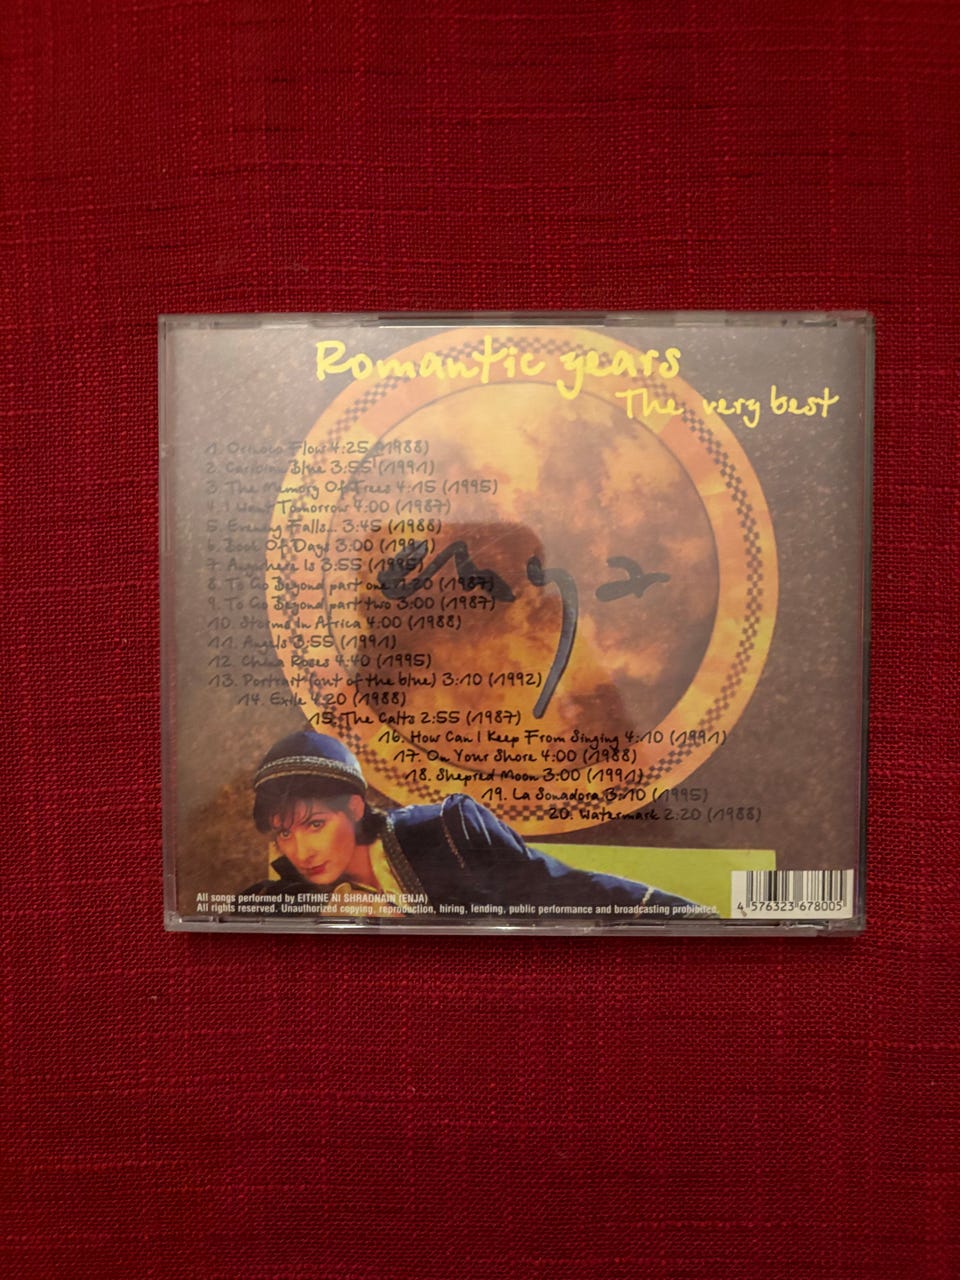 Romantic years
The very best
1. Orinoco Flow 4:25 (1988)
2. Caribian Blue 3:55 (1991)
3. The Memory Of Trees 4:15 (1995)
4. I Want Tomorrow 4:00 (1987)
5. Evening Falls... 3:45 (1988)
6. Book Of Days 3:00 (1991)
7. Anywhere Is 3:55 (1995)
8. To Go Beyond part one 1:20 (1987)
9. To Go Beyond part two 3:00 (1987)
10. Storms In Africa 4:00 (1988)
11. Angels 3:55 (1991)
12. China Roses 4:40 (1995)
13. Portrait (out of the blue) 3:10 (1992)
14. Exile 4:20 (1988)
15. The Calts 2:55 (1987)
16. How Can I Keep From Singing 4:10 (1991)
17. On Your Shore 4:00 (1988)
18. Shepred Moon 3:00 (1991)
19. La Sonadora 3:10 (1995)
20. Watermark 2:20 (1988)
enya
All songs performed by EITHNE NI SHRADNAIN (ENJA)
All rights reserved. Unauthorized copying, reproduction, hiring, lending, public performance and broadcasting prohibited.
4 576323 678005